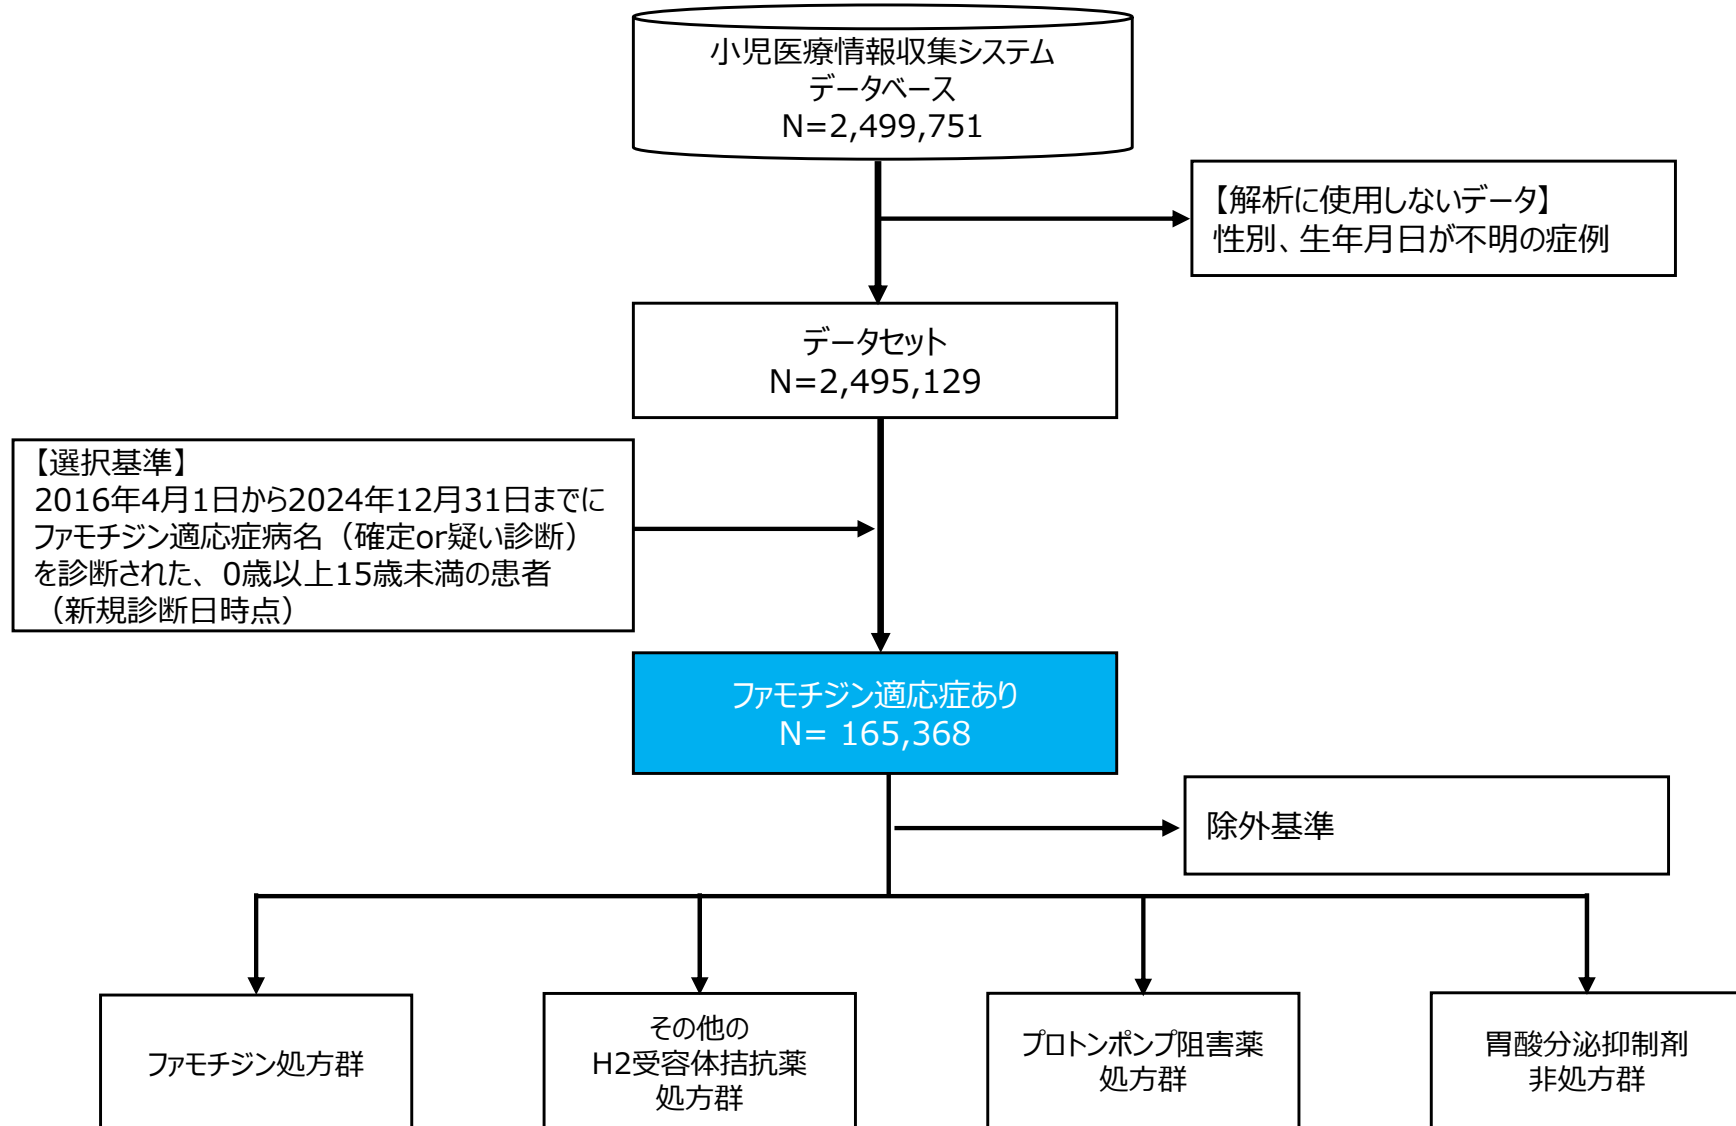 小児医療情報収集システム
データベース
N=2,499,751
【解析に使用しないデータ】
性別、生年月日が不明の症例
データセット
N=2,495,129
【選択基準】
2016年4月1日から2024年12月31日までに
ファモチジン適応症病名（確定or疑い診断）
を診断された、0歳以上15歳未満の患者
（新規診断日時点）
ファモチジン適応症あり
N= 165,368
除外基準
ファモチジン処方群
その他の
H2受容体拮抗薬
処方群
プロトンポンプ阻害薬
処方群
胃酸分泌抑制剤
非処方群